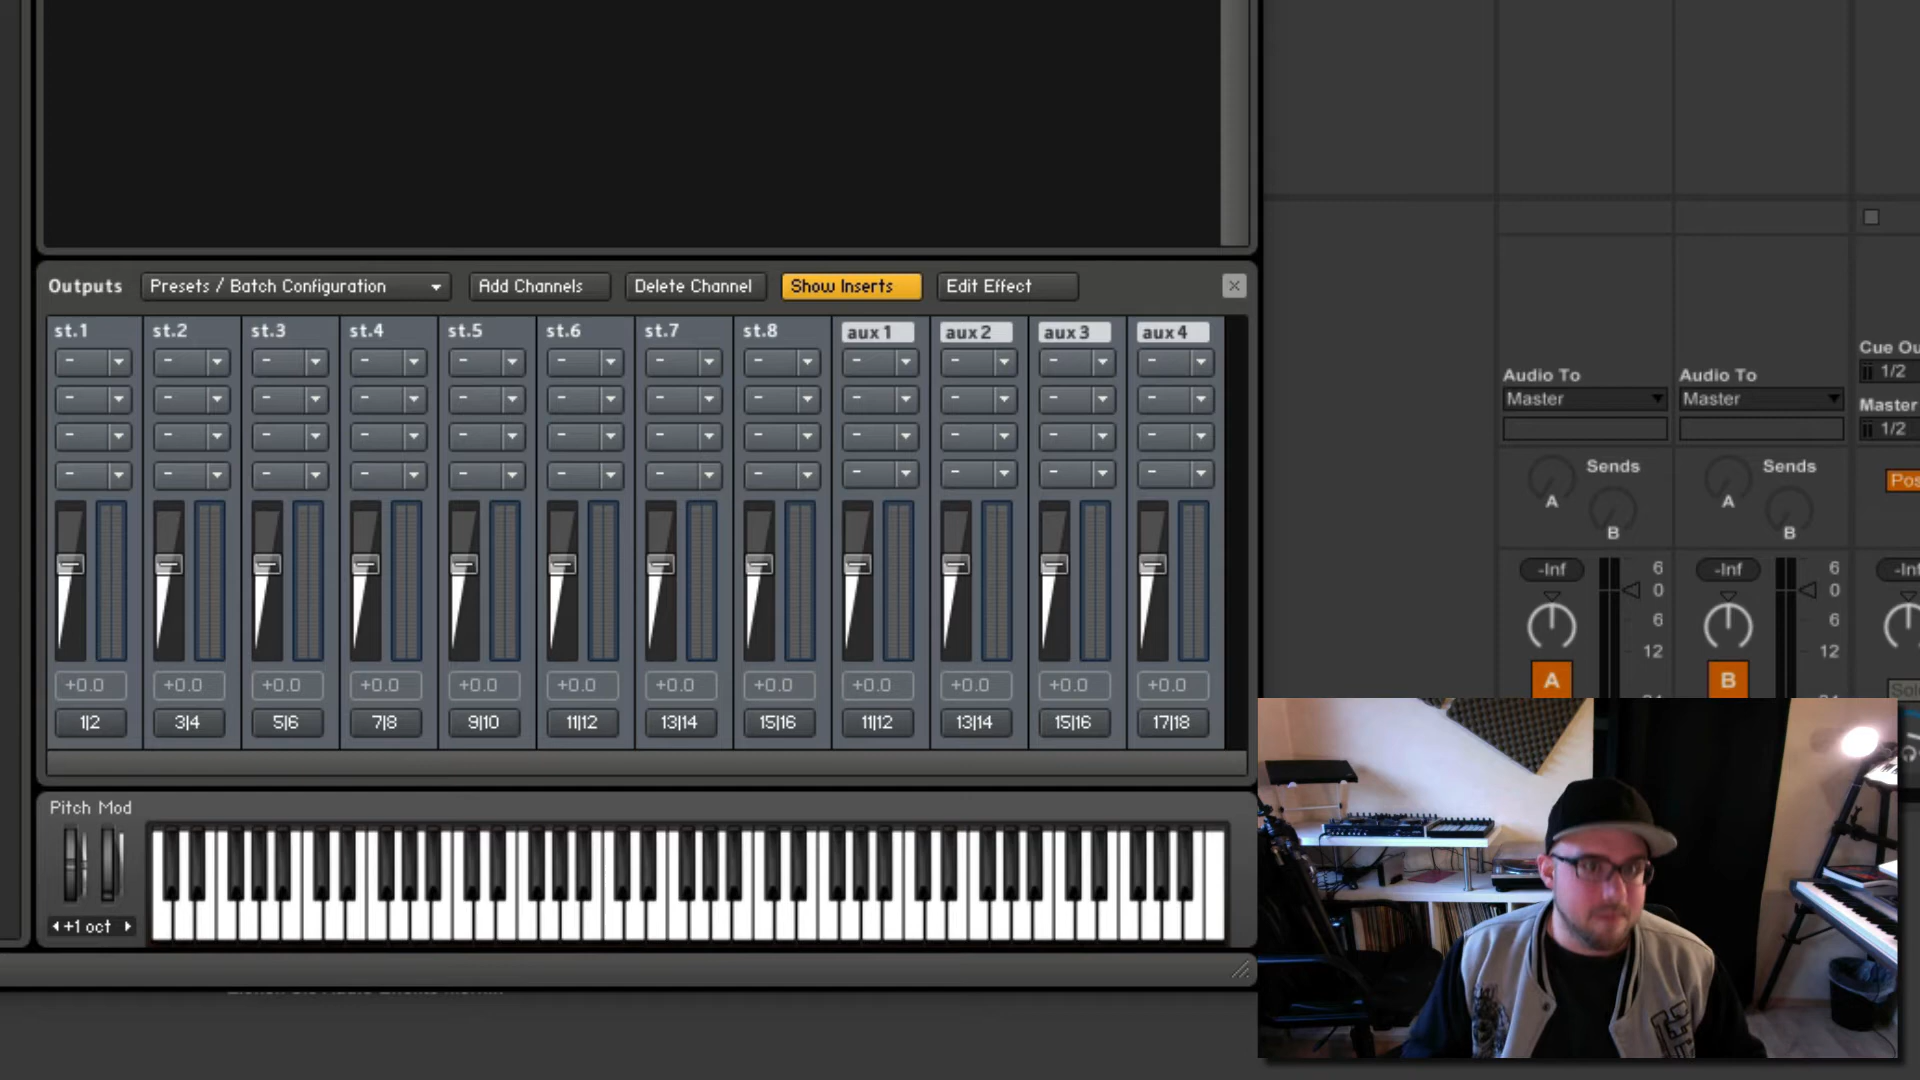 Outputs Presets / Batch Configuration Add Channels Delete Channel Show Inserts Edit Effect
st.1 st.2 st.3 st.4 st.5 st.6 st.7 st.8 aux 1 aux 2 aux 3 aux 4
- - - - - - - - - - - -
- - - - - - - - - - - -
- - - - - - - - - - - -
- - - - - - - - - - - -
+0.0 +0.0 +0.0 +0.0 +0.0 +0.0 +0.0 +0.0 +0.0 +0.0 +0.0 +0.0
1|2 3|4 5|6 7|8 9|10 11|12 13|14 15|16 11|12 13|14 15|16 17|18
Pitch Mod
+1 oct
Audio To Audio To
Master Master
Sends Sends
A A
B B
-Inf -Inf
6 6
0 0
6 6
12 12
A B
Cue Ou
1/2
Master
1/2
Pos
-Inf
Solo